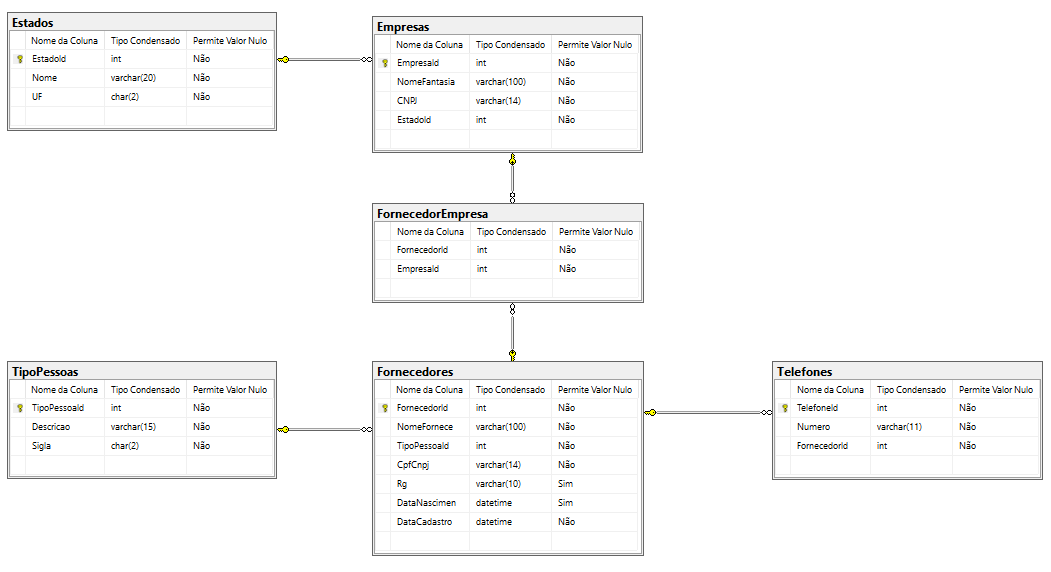 Estados
Nome da Coluna Tipo Condensado Permite Valor Nulo
EstadoId int Não
Nome varchar(20) Não
UF char(2) Não
Empresas
Nome da Coluna Tipo Condensado Permite Valor Nulo
EmpresaId int Não
NomeFantasia varchar(100) Não
CNPJ varchar(14) Não
EstadoId int Não
FornecedorEmpresa
Nome da Coluna Tipo Condensado Permite Valor Nulo
FornecedorId int Não
EmpresaId int Não
TipoPessoas
Nome da Coluna Tipo Condensado Permite Valor Nulo
TipoPessoaId int Não
Descricao varchar(15) Não
Sigla char(2) Não
Fornecedores
Nome da Coluna Tipo Condensado Permite Valor Nulo
FornecedorId int Não
NomeFornece varchar(100) Não
TipoPessoaId int Não
CpfCnpj varchar(14) Não
Rg varchar(10) Sim
DataNascimen datetime Sim
DataCadastro datetime Não
Telefones
Nome da Coluna Tipo Condensado Permite Valor Nulo
TelefoneId int Não
Numero varchar(11) Não
FornecedorId int Não